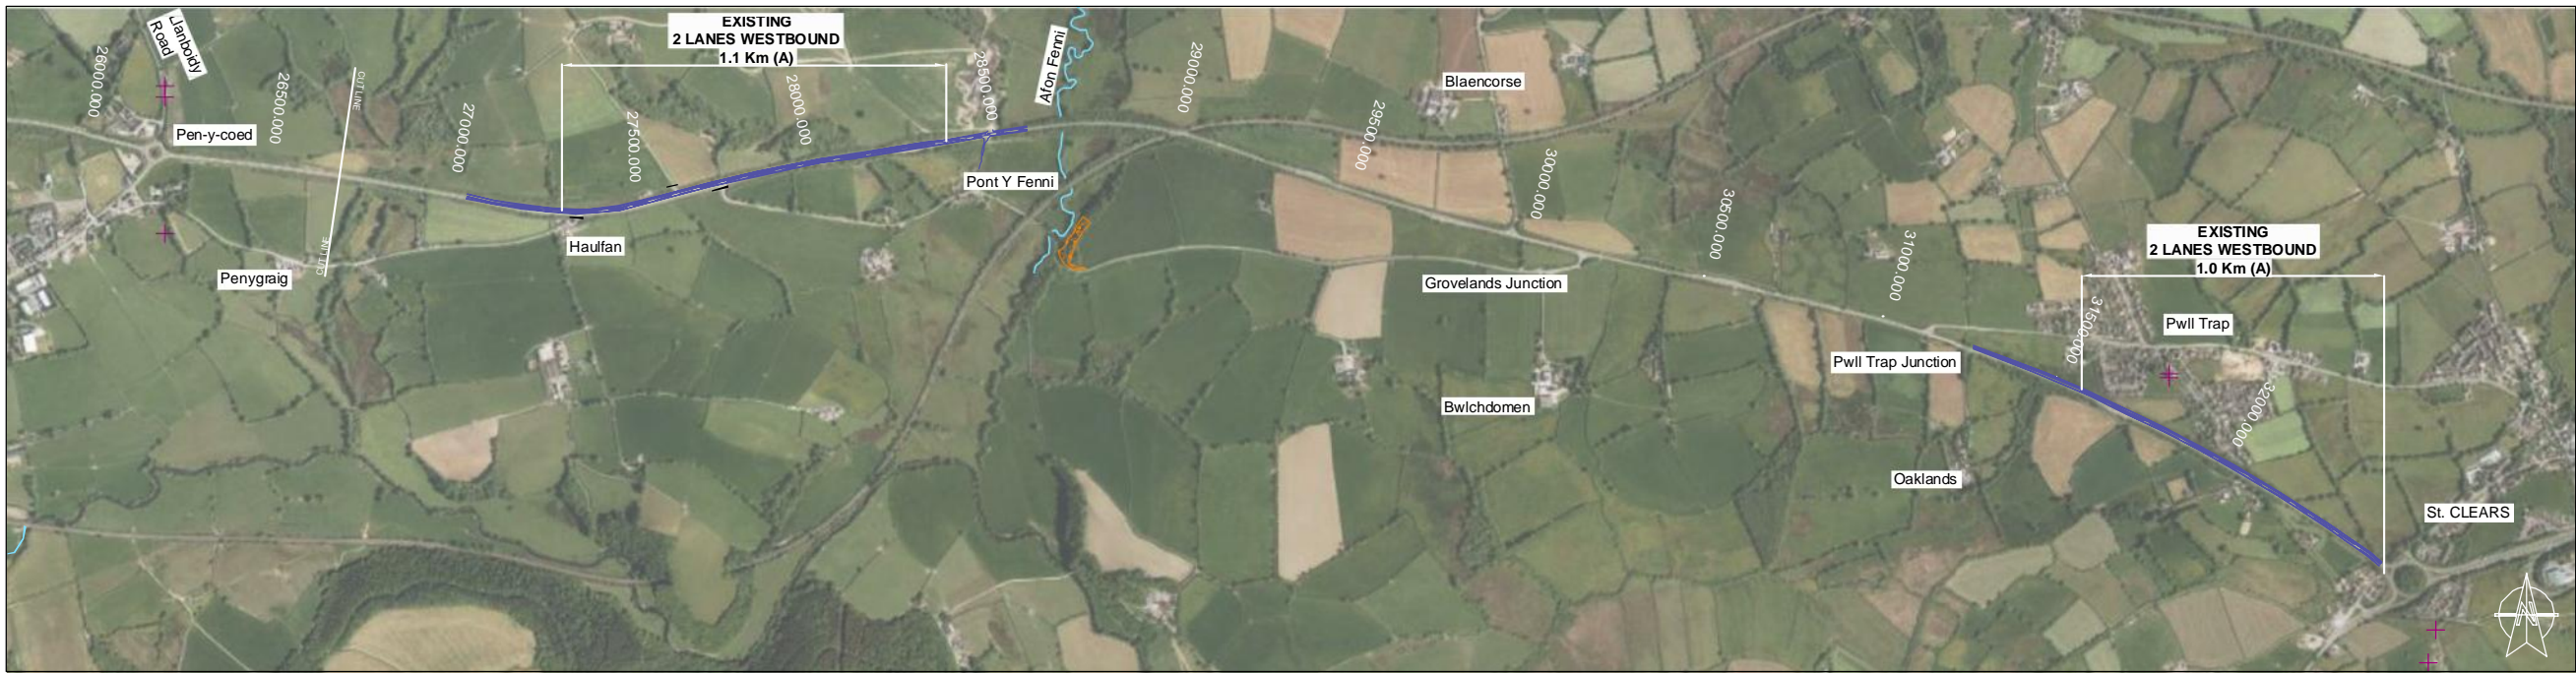 Llanboidy
Road
26000.000
Pen-y-coed
26500.000
CUT LINE
CUT LINE
Penygraig
27000.000
EXISTING
2 LANES WESTBOUND
1.1 Km (A)
27500.000
Haulfan
28000.000
28500.000
Pont Y Fenni
Afon Fenni
29000.000
29500.000
Blaencorse
30000.000
Grovelands Junction
Bwlchdomen
30500.000
31000.000
Pwll Trap Junction
Oaklands
31500.000
EXISTING
2 LANES WESTBOUND
1.0 Km (A)
Pwll Trap
32000.000
St. CLEARS
N